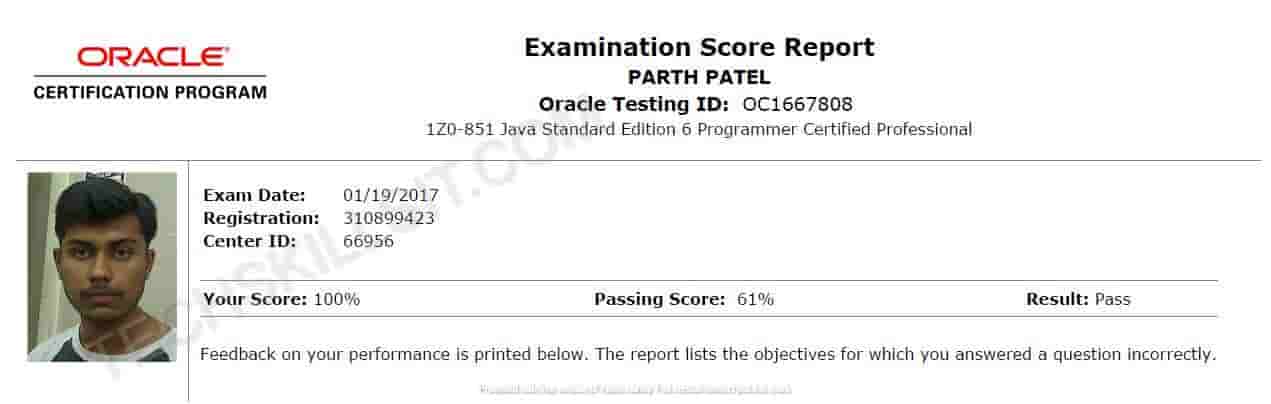 ORACLE®
CERTIFICATION PROGRAM
Examination Score Report
PARTH PATEL
Oracle Testing ID: OC1667808
1Z0-851 Java Standard Edition 6 Programmer Certified Professional
Exam Date: 01/19/2017
Registration: 310899423
Center ID: 66956
Your Score: 100% Passing Score: 61% Result: Pass
Feedback on your performance is printed below. The report lists the objectives for which you answered a question incorrectly.